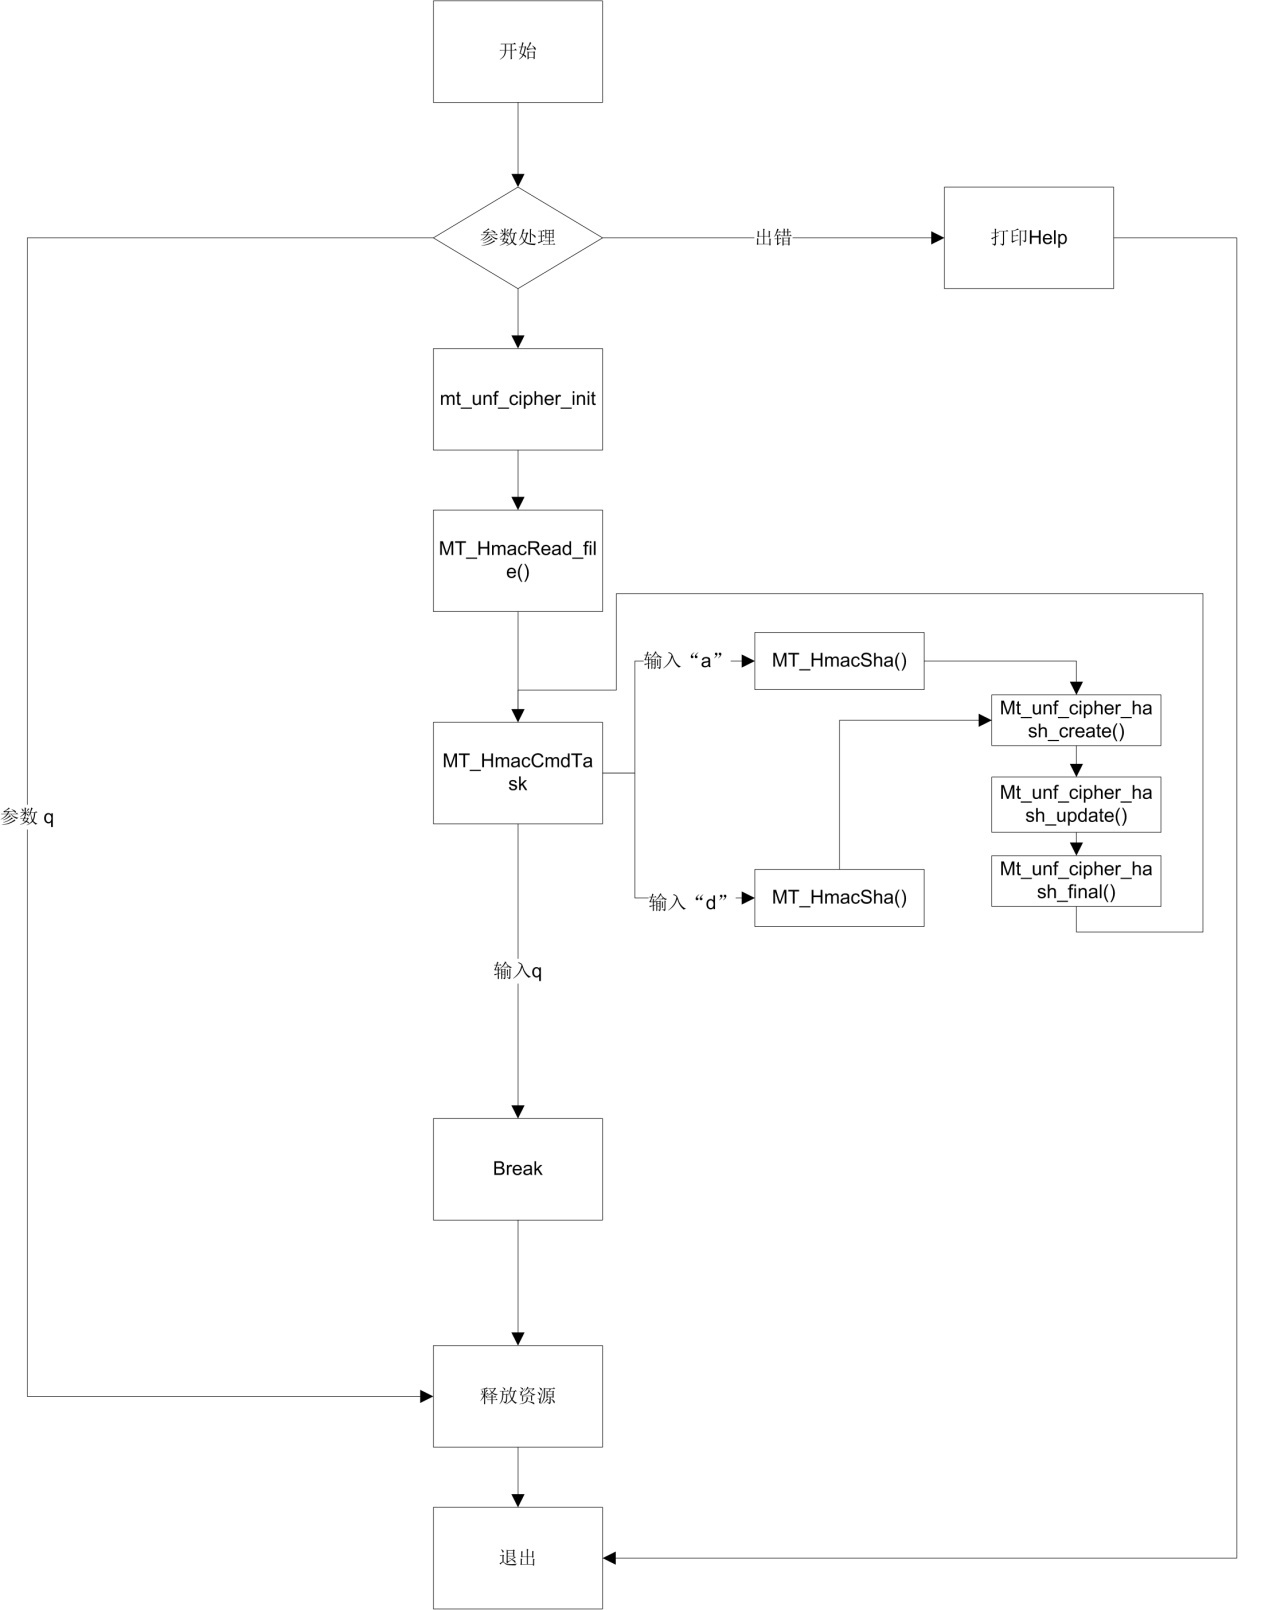 开始
参数处理
出错
打印Help
mt_unf_cipher_init
MT_HmacRead_fil
e()
输入“a”
MT_HmacSha()
Mt_unf_cipher_ha
sh_create()
MT_HmacCmdTa
sk
Mt_unf_cipher_ha
sh_update()
参数 q
Mt_unf_cipher_ha
sh_final()
输入“d”
MT_HmacSha()
输入q
Break
释放资源
退出